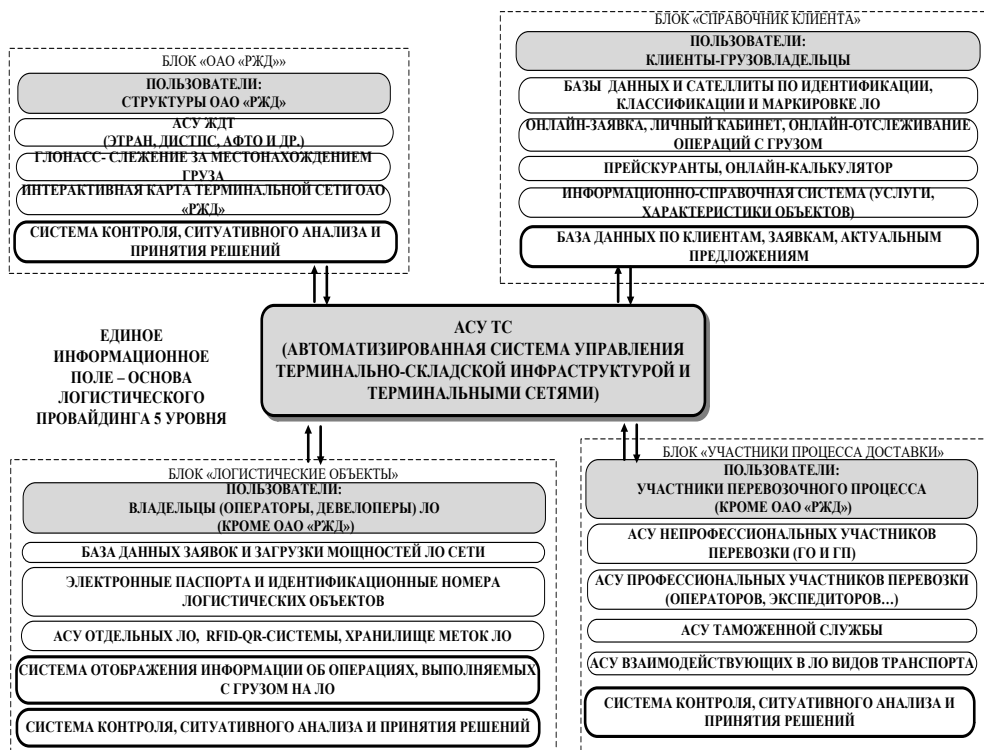 БЛОК «ОАО «РЖД»»
ПОЛЬЗОВАТЕЛИ:
СТРУКТУРЫ ОАО «РЖД»
АСУ ЖДТ
(ЭТРАН, ДИСТПС, АФТО И ДР.)
ГЛОНАСС- СЛЕЖЕНИЕ ЗА МЕСТОНАХОЖДЕНИЕМ
ГРУЗА
ИНТЕРАКТИВНАЯ КАРТА ТЕРМИНАЛЬНОЙ СЕТИ ОАО
«РЖД»
СИСТЕМА КОНТРОЛЯ, СИТУАТИВНОГО АНАЛИЗА И
ПРИНЯТИЯ РЕШЕНИЙ
БЛОК «СПРАВОЧНИК КЛИЕНТА»
ПОЛЬЗОВАТЕЛИ:
КЛИЕНТЫ-ГРУЗОВЛАДЕЛЬЦЫ
БАЗЫ ДАННЫХ И САТЕЛЛИТЫ ПО ИДЕНТИФИКАЦИИ,
КЛАССИФИКАЦИИ И МАРКИРОВКЕ ЛО
ОНЛАЙН-ЗАЯВКА, ЛИЧНЫЙ КАБИНЕТ, ОНЛАЙН-ОТСЛЕЖИВАНИЕ
ОПЕРАЦИЙ С ГРУЗОМ
ПРЕЙСКУРАНТЫ, ОНЛАЙН-КАЛЬКУЛЯТОР
ИНФОРМАЦИОННО-СПРАВОЧНАЯ СИСТЕМА (УСЛУГИ,
ХАРАКТЕРИСТИКИ ОБЪЕКТОВ)
БАЗА ДАННЫХ ПО КЛИЕНТАМ, ЗАЯВКАМ, АКТУАЛЬНЫМ
ПРЕДЛОЖЕНИЯМ
ЕДИНОЕ
ИНФОРМАЦИОННОЕ
ПОЛЕ – ОСНОВА
ЛОГИСТИЧЕСКОГО
ПРОВАЙДИНГА 5 УРОВНЯ
АСУ ТС
(АВТОМАТИЗИРОВАННАЯ СИСТЕМА УПРАВЛЕНИЯ
ТЕРМИНАЛЬНО-СКЛАДСКОЙ ИНФРАСТРУКТУРОЙ И
ТЕРМИНАЛЬНЫМИ СЕТЯМИ)
БЛОК «ЛОГИСТИЧЕСКИЕ ОБЪЕКТЫ»
ПОЛЬЗОВАТЕЛИ:
ВЛАДЕЛЬЦЫ (ОПЕРАТОРЫ, ДЕВЕЛОПЕРЫ) ЛО
(КРОМЕ ОАО «РЖД»)
БАЗА ДАННЫХ ЗАЯВОК И ЗАГРУЗКИ МОЩНОСТЕЙ ЛО СЕТИ
ЭЛЕКТРОННЫЕ ПАСПОРТА И ИДЕНТИФИКАЦИОННЫЕ НОМЕРА
ЛОГИСТИЧЕСКИХ ОБЪЕКТОВ
АСУ ОТДЕЛЬНЫХ ЛО, RFID-QR-СИСТЕМЫ, ХРАНИЛИЩЕ МЕТОК ЛО
СИСТЕМА ОТОБРАЖЕНИЯ ИНФОРМАЦИИ ОБ ОПЕРАЦИЯХ, ВЫПОЛНЯЕМЫХ
С ГРУЗОМ НА ЛО
СИСТЕМА КОНТРОЛЯ, СИТУАТИВНОГО АНАЛИЗА И ПРИНЯТИЯ РЕШЕНИЙ
БЛОК «УЧАСТНИКИ ПРОЦЕССА ДОСТАВКИ»
ПОЛЬЗОВАТЕЛИ:
УЧАСТНИКИ ПЕРЕВОЗОЧНОГО ПРОЦЕССА
(КРОМЕ ОАО «РЖД»)
АСУ НЕПРОФЕССИОНАЛЬНЫХ УЧАСТНИКОВ
ПЕРЕВОЗКИ (ГО И ГП)
АСУ ПРОФЕССИОНАЛЬНЫХ УЧАСТНИКОВ ПЕРЕВОЗКИ
(ОПЕРАТОРОВ, ЭКСПЕДИТОРОВ…)
АСУ ТАМОЖЕННОЙ СЛУЖБЫ
АСУ ВЗАИМОДЕЙСТВУЮЩИХ В ЛО ВИДОВ ТРАНСПОРТА
СИСТЕМА КОНТРОЛЯ, СИТУАТИВНОГО АНАЛИЗА И
ПРИНЯТИЯ РЕШЕНИЙ